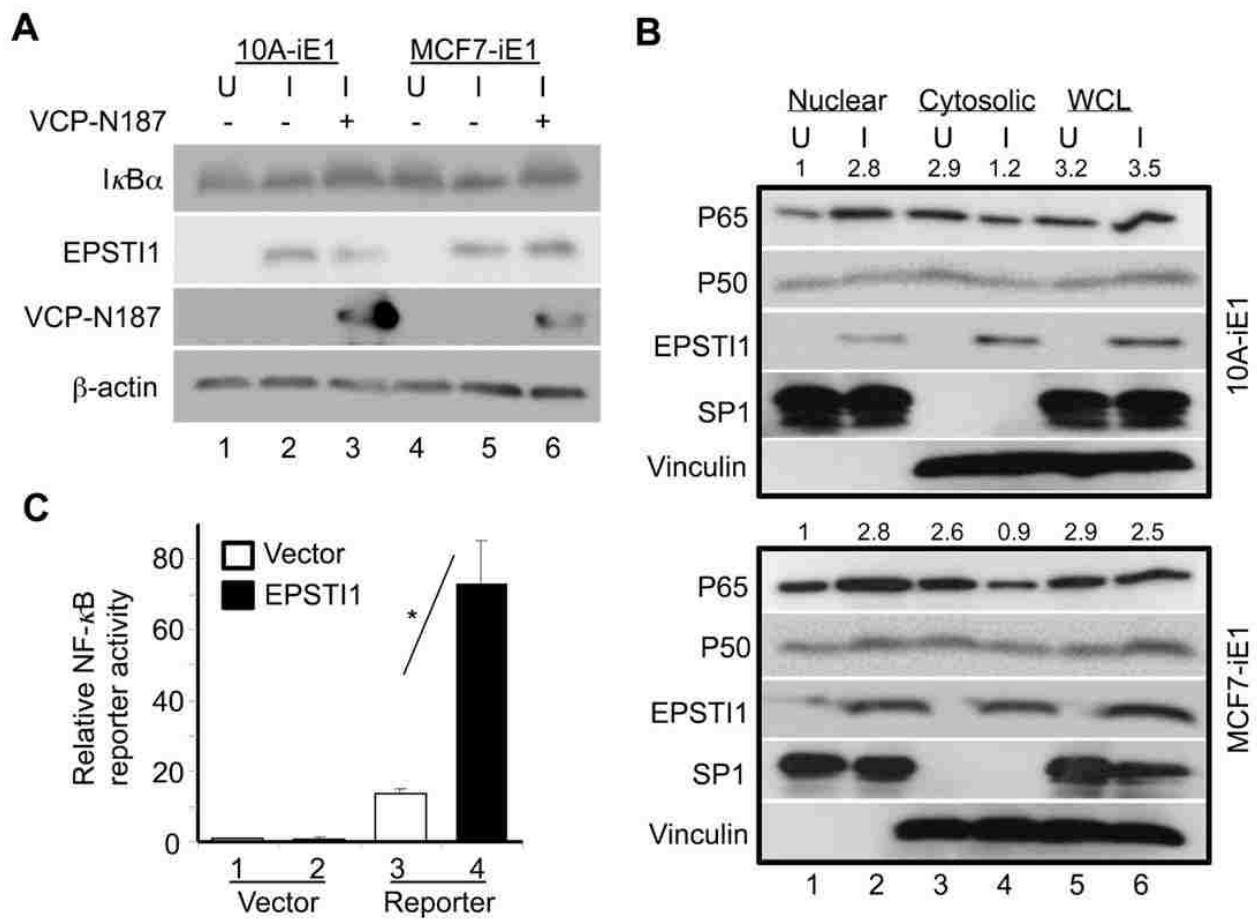 A
10A-iE1 MCF7-iE1
U I I U I I
VCP-N187 - - + - - +
IκBα
EPSTI1
VCP-N187
β-actin
1 2 3 4 5 6
B
Nuclear Cytosolic WCL
U I U I U I
1 2.8 2.9 1.2 3.2 3.5
P65
P50
EPSTI1
SP1
Vinculin
10A-iE1
1 2.8 2.6 0.9 2.9 2.5
P65
P50
EPSTI1
SP1
Vinculin
MCF7-iE1
1 2 3 4 5 6
C
Relative NF-κB
reporter activity
80
60
40
20
0
Vector
EPSTI1
*
1 2 3 4
Vector Reporter